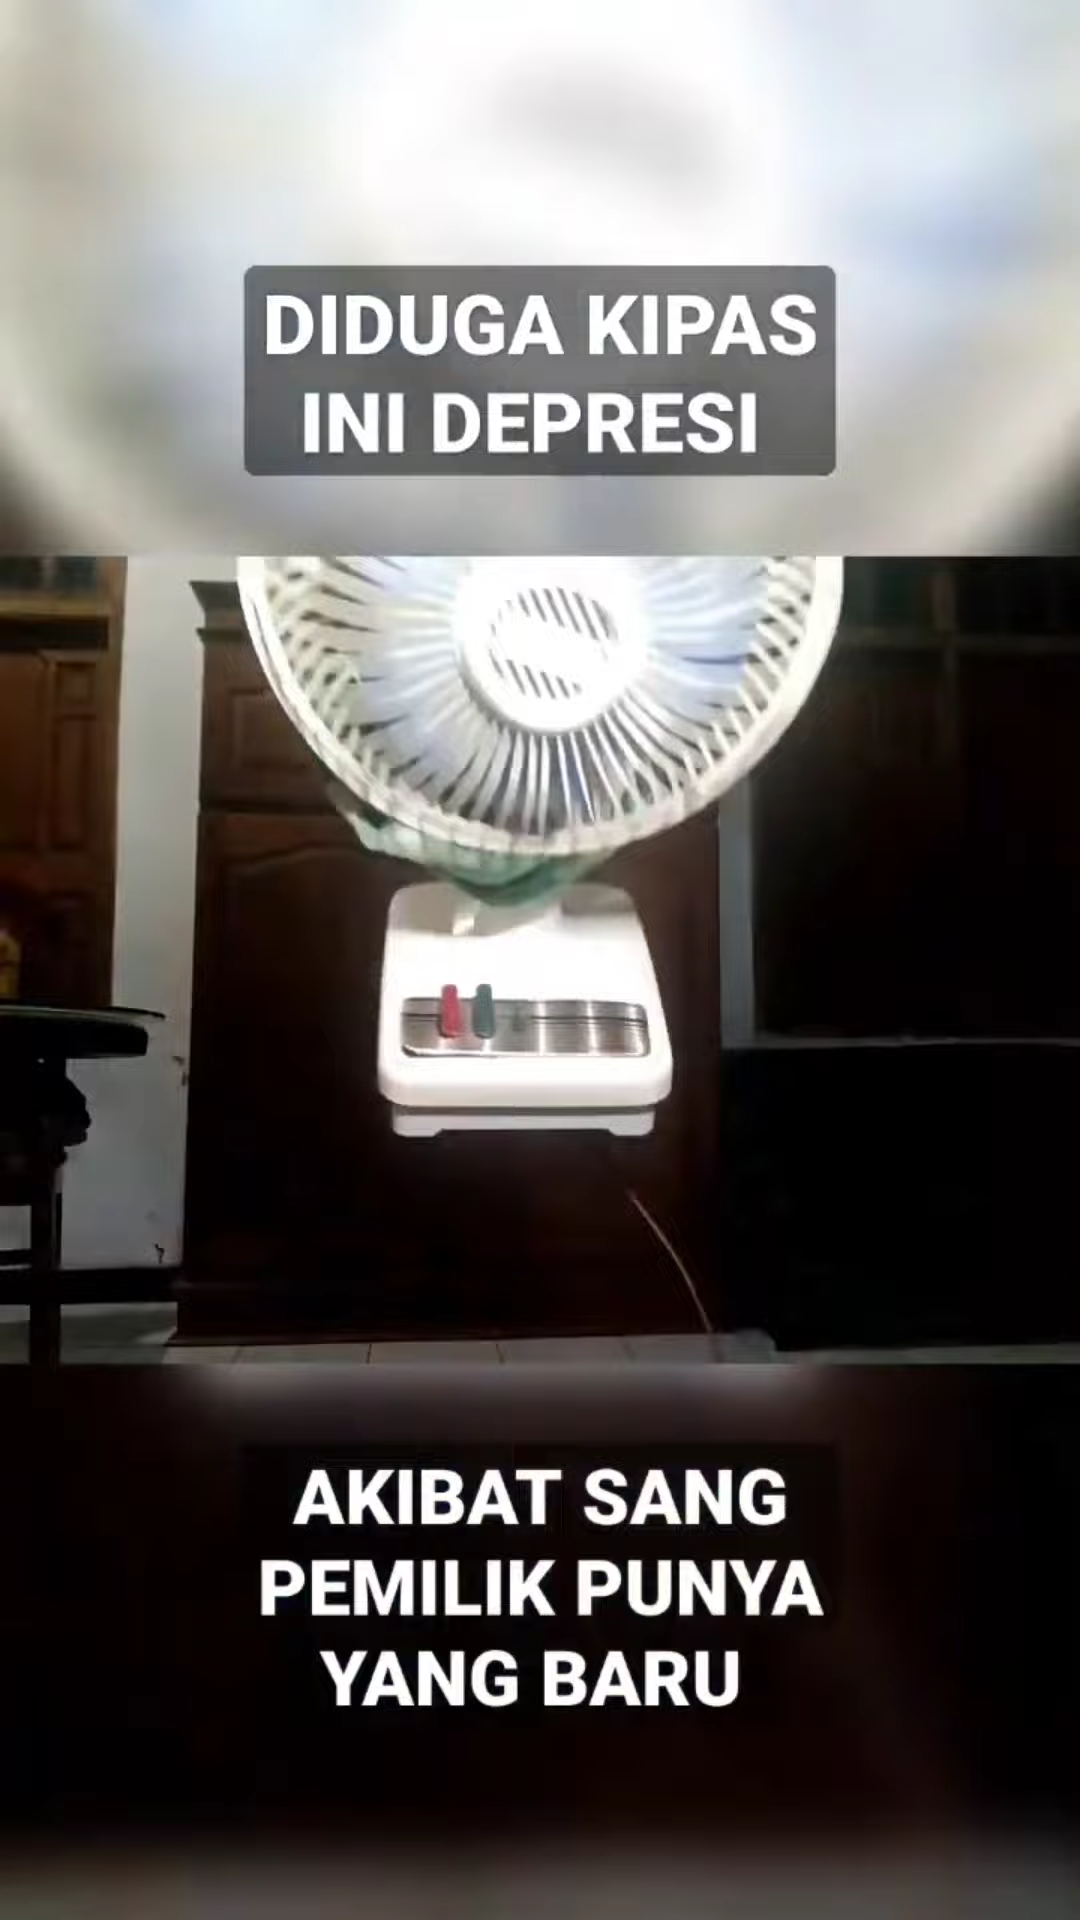 DIDUGA KIPAS
INI DEPRESI
AKIBAT SANG
PEMILIK PUNYA
YANG BARU